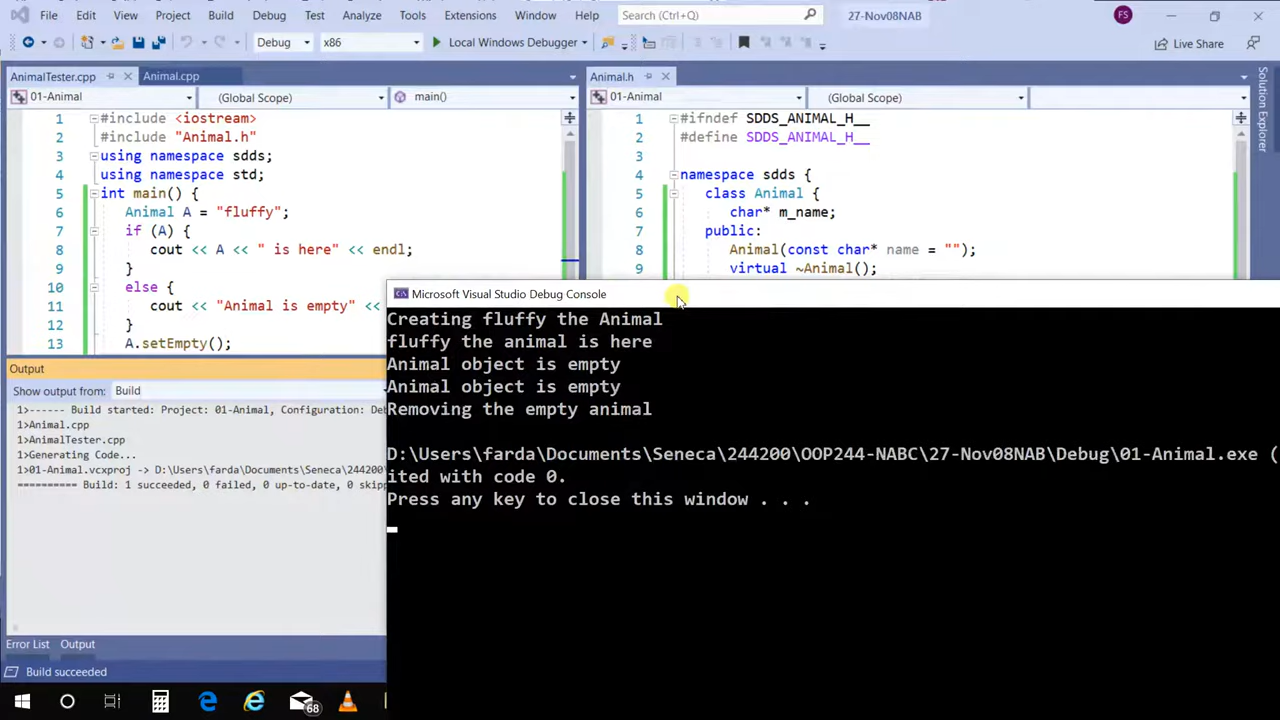 File Edit View Project Build Debug Test Analyze Tools Extensions Window Help Search (Ctrl+Q) 27-Nov08NAB FS
Debug x86 Local Windows Debugger Live Share
AnimalTester.cpp Animal.cpp
01-Animal (Global Scope) main()
1 #include <iostream>
2 #include "Animal.h"
3 using namespace sdds;
4 using namespace std;
5 int main() {
6 Animal A = "fluffy";
7 if (A) {
8 cout << A << " is here" << endl;
9 }
10 else {
11 cout << "Animal is empty" <<
12 }
13 A.setEmpty();
Animal.h
01-Animal (Global Scope)
1 #ifndef SDDS_ANIMAL_H__
2 #define SDDS_ANIMAL_H__
3
4 namespace sdds {
5 class Animal {
6 char* m_name;
7 public:
8 Animal(const char* name = "");
9 virtual ~Animal();
Solution Explorer
Output
Show output from: Build
1>------ Build started: Project: 01-Animal, Configuration: De
1>Animal.cpp
1>AnimalTester.cpp
1>Generating Code...
1>01-Animal.vcxproj -> D:\Users\farda\Documents\Seneca\244200
========== Build: 1 succeeded, 0 failed, 0 up-to-date, 0 skip
Error List Output
Build succeeded
Microsoft Visual Studio Debug Console
Creating fluffy the Animal
fluffy the animal is here
Animal object is empty
Animal object is empty
Removing the empty animal
D:\Users\farda\Documents\Seneca\244200\OOP244-NABC\27-Nov08NAB\Debug\01-Animal.exe (
ited with code 0.
Press any key to close this window . . .
68